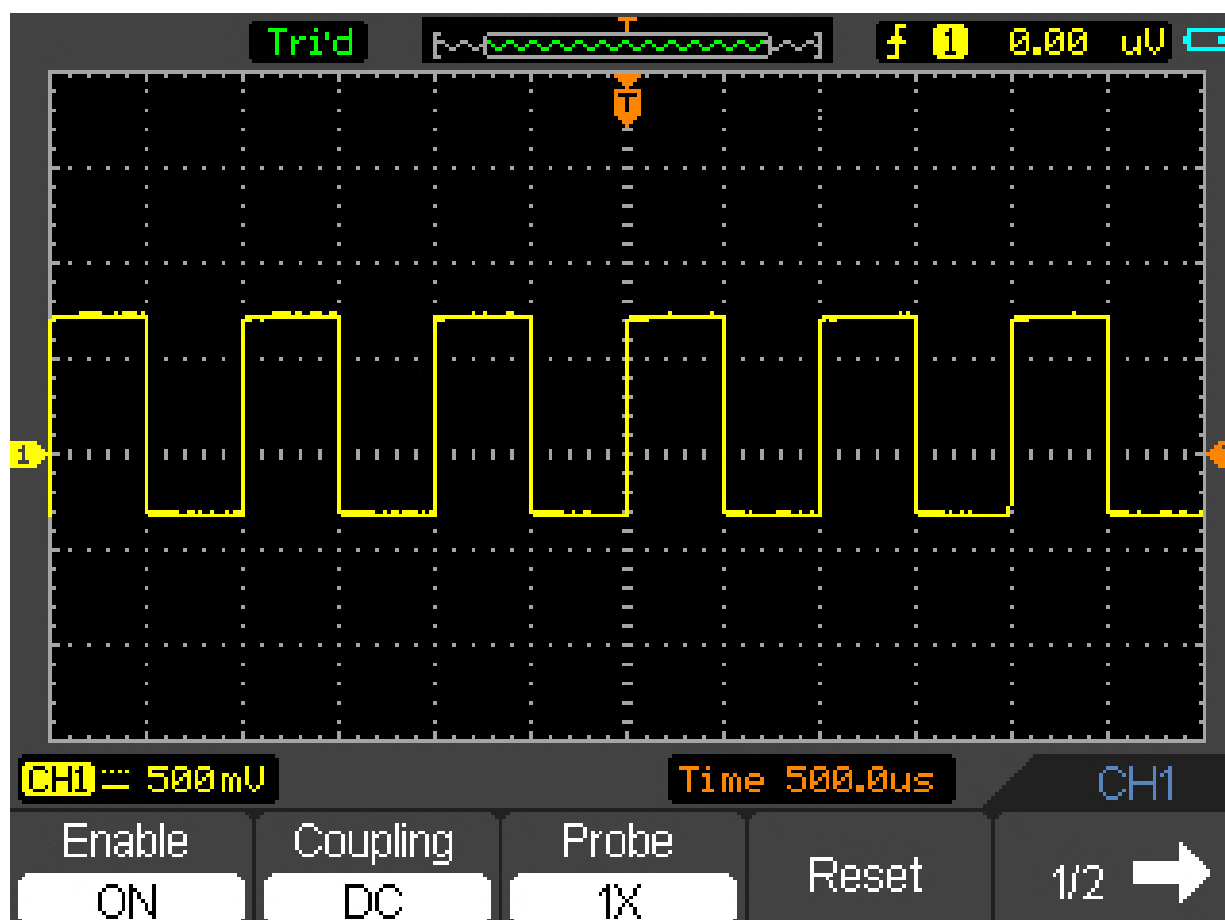 Tri'd T 1 0.00 uV
T
1
CH1 500mV Time 500.0us CH1
Enable Coupling Probe Reset 1/2
ON DC 1X